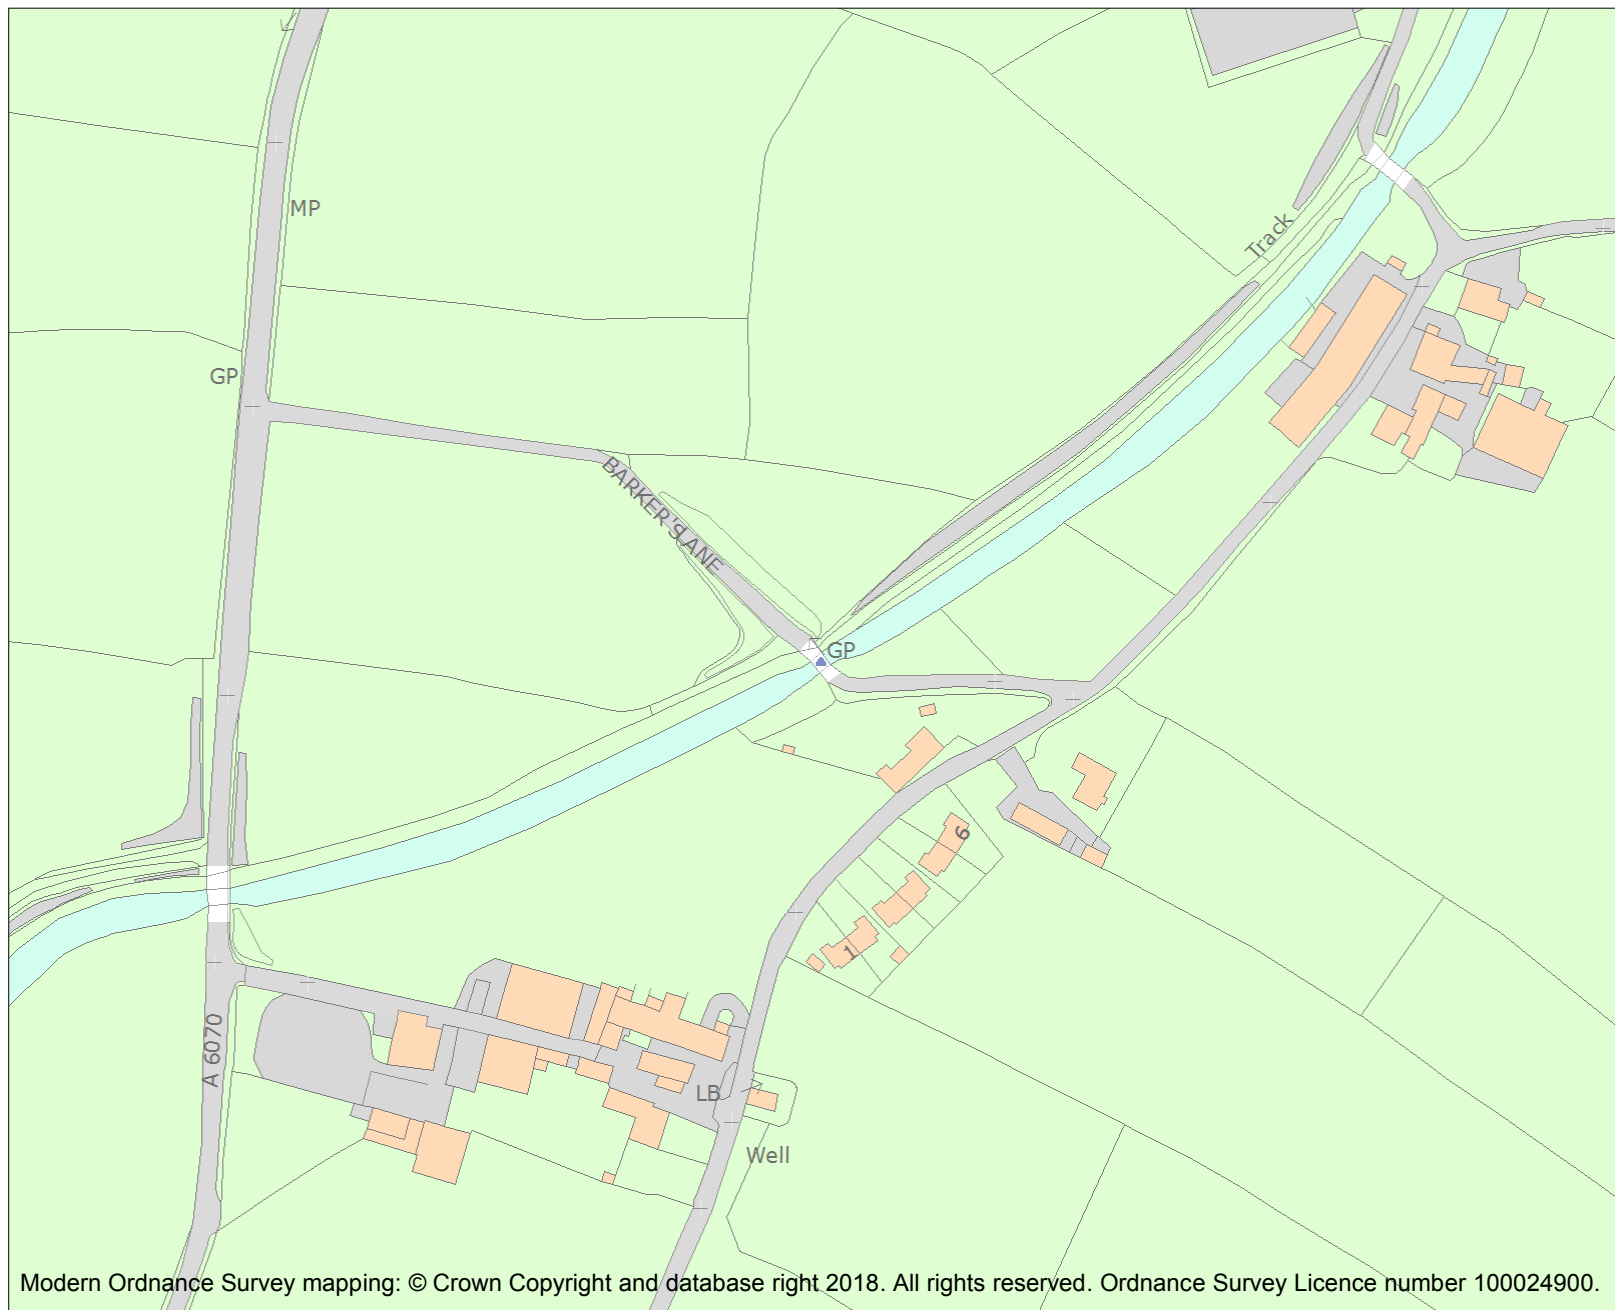 MP
Track
GP
BARKER'S LANE
GP
6
1
A 6070
LB
Well
Modern Ordnance Survey mapping: © Crown Copyright and database right 2018. All rights reserved. Ordnance Survey Licence number 100024900.